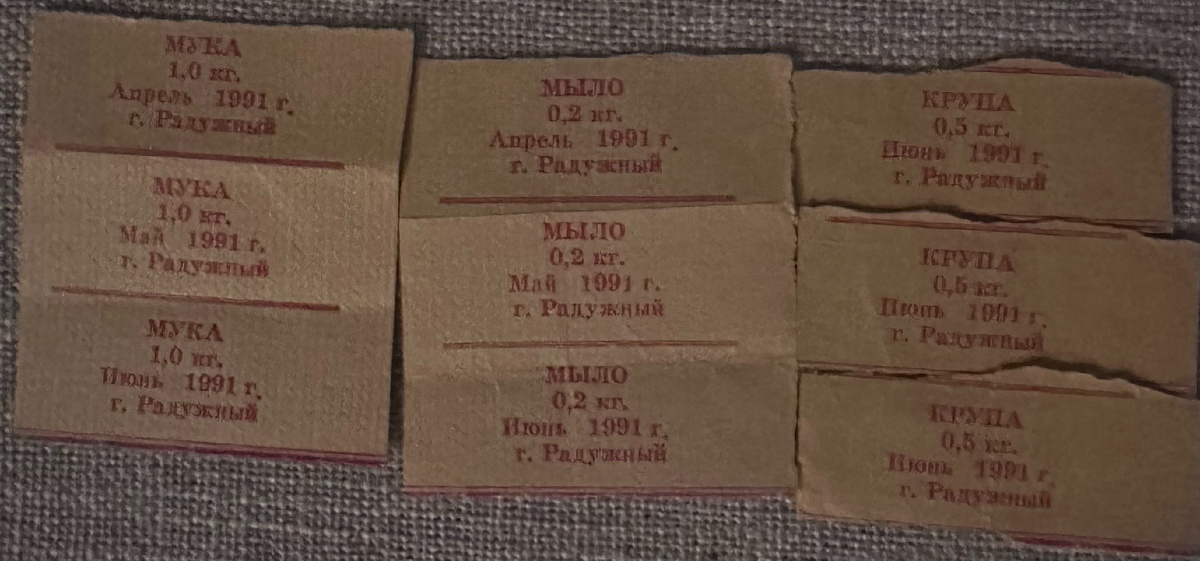 МУКА
1,0 кг.
Апрель 1991 г.
г. Радужный
МУКА
1,0 кг.
Май 1991 г.
г. Радужный
МУКА
1,0 кг.
Июнь 1991 г.
г. Радужный
МЫЛО
0,2 кг.
Апрель 1991 г.
г. Радужный
МЫЛО
0,2 кг.
Май 1991 г.
г. Радужный
МЫЛО
0,2 кг.
Июнь 1991 г.
г. Радужный
КРУПА
0,5 кг.
Июнь 1991 г.
г. Радужный
КРУПА
0,5 кг.
Июнь 1991 г.
г. Радужный
КРУПА
0,5 кг.
Июнь 1991 г.
г. Радужный